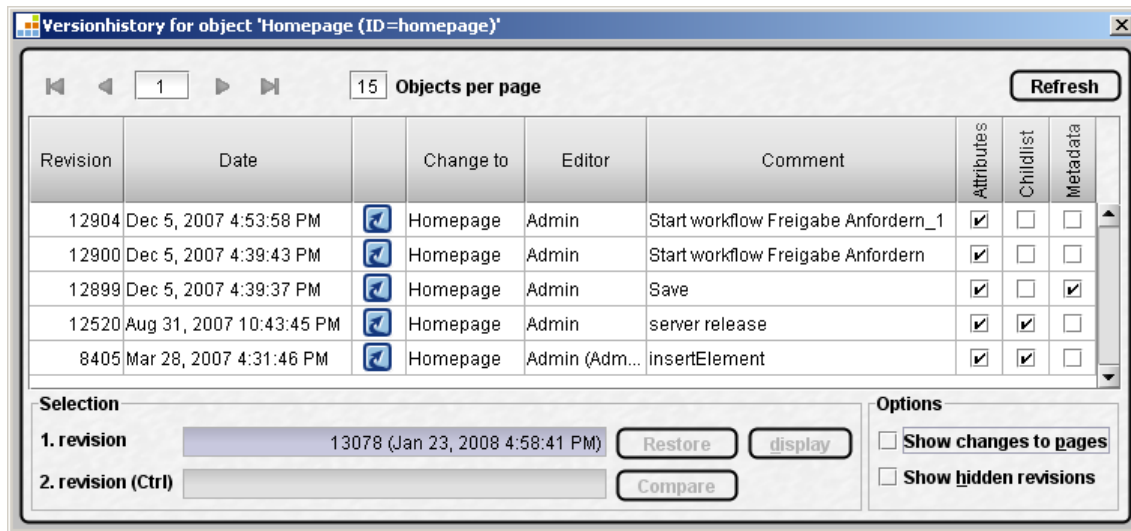 Versionhistory for object 'Homepage (ID=homepage)'
1 15 Objects per page Refresh
Revision Date Change to Editor Comment Attributes Childlist Metadata
12904 Dec 5, 2007 4:53:58 PM Homepage Admin Start workflow Freigabe Anfordern_1
12900 Dec 5, 2007 4:39:43 PM Homepage Admin Start workflow Freigabe Anfordern
12899 Dec 5, 2007 4:39:37 PM Homepage Admin Save
12520 Aug 31, 2007 10:43:45 PM Homepage Admin server release
8405 Mar 28, 2007 4:31:46 PM Homepage Admin (Adm... insertElement
Selection Options
1. revision 13078 (Jan 23, 2008 4:58:41 PM) Restore display Show changes to pages
2. revision (Ctrl) Compare Show hidden revisions